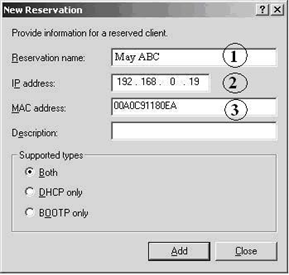 New Reservation
Provide information for a reserved client.
Reservation name: May ABC 1
IP address: 192 . 168 . 0 . 19 2
MAC address: 00A0C91180EA 3
Description:
Supported types
Both
DHCP only
BOOTP only
Add Close